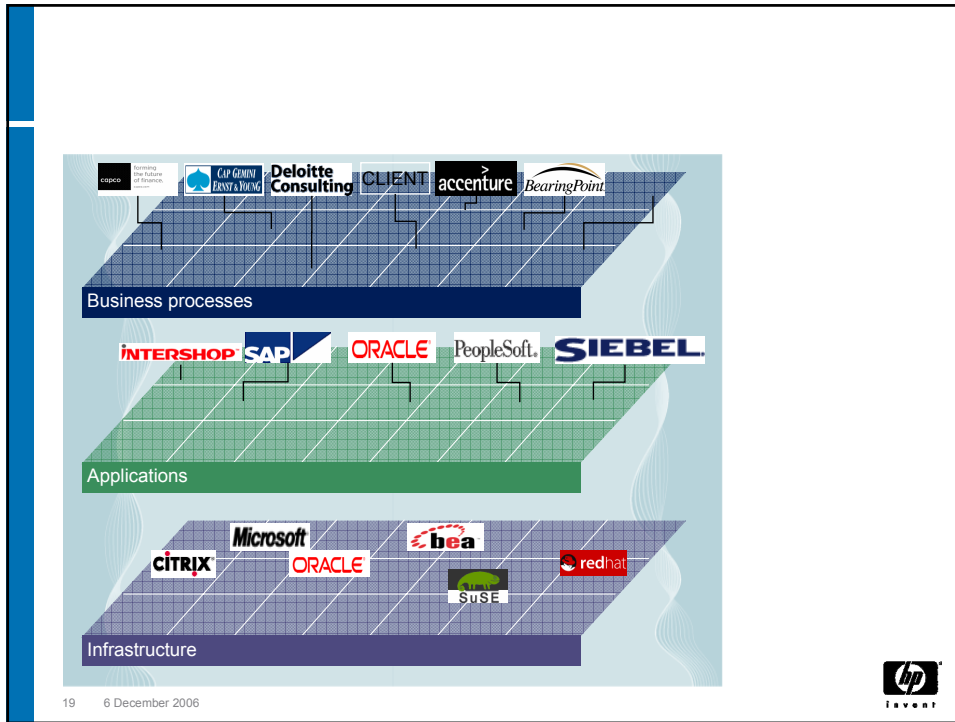 capco
forming
the future
of finance.
CAP GEMINI
ERNST & YOUNG
Deloitte
Consulting
CLIENT
accenture
BearingPoint.
Business processes
INTERSHOP
SAP
ORACLE
PeopleSoft.
SIEBEL.
Applications
Microsoft
bea
CITRIX
ORACLE
redhat
SuSE
Infrastructure
19 6 December 2006
hp
invent